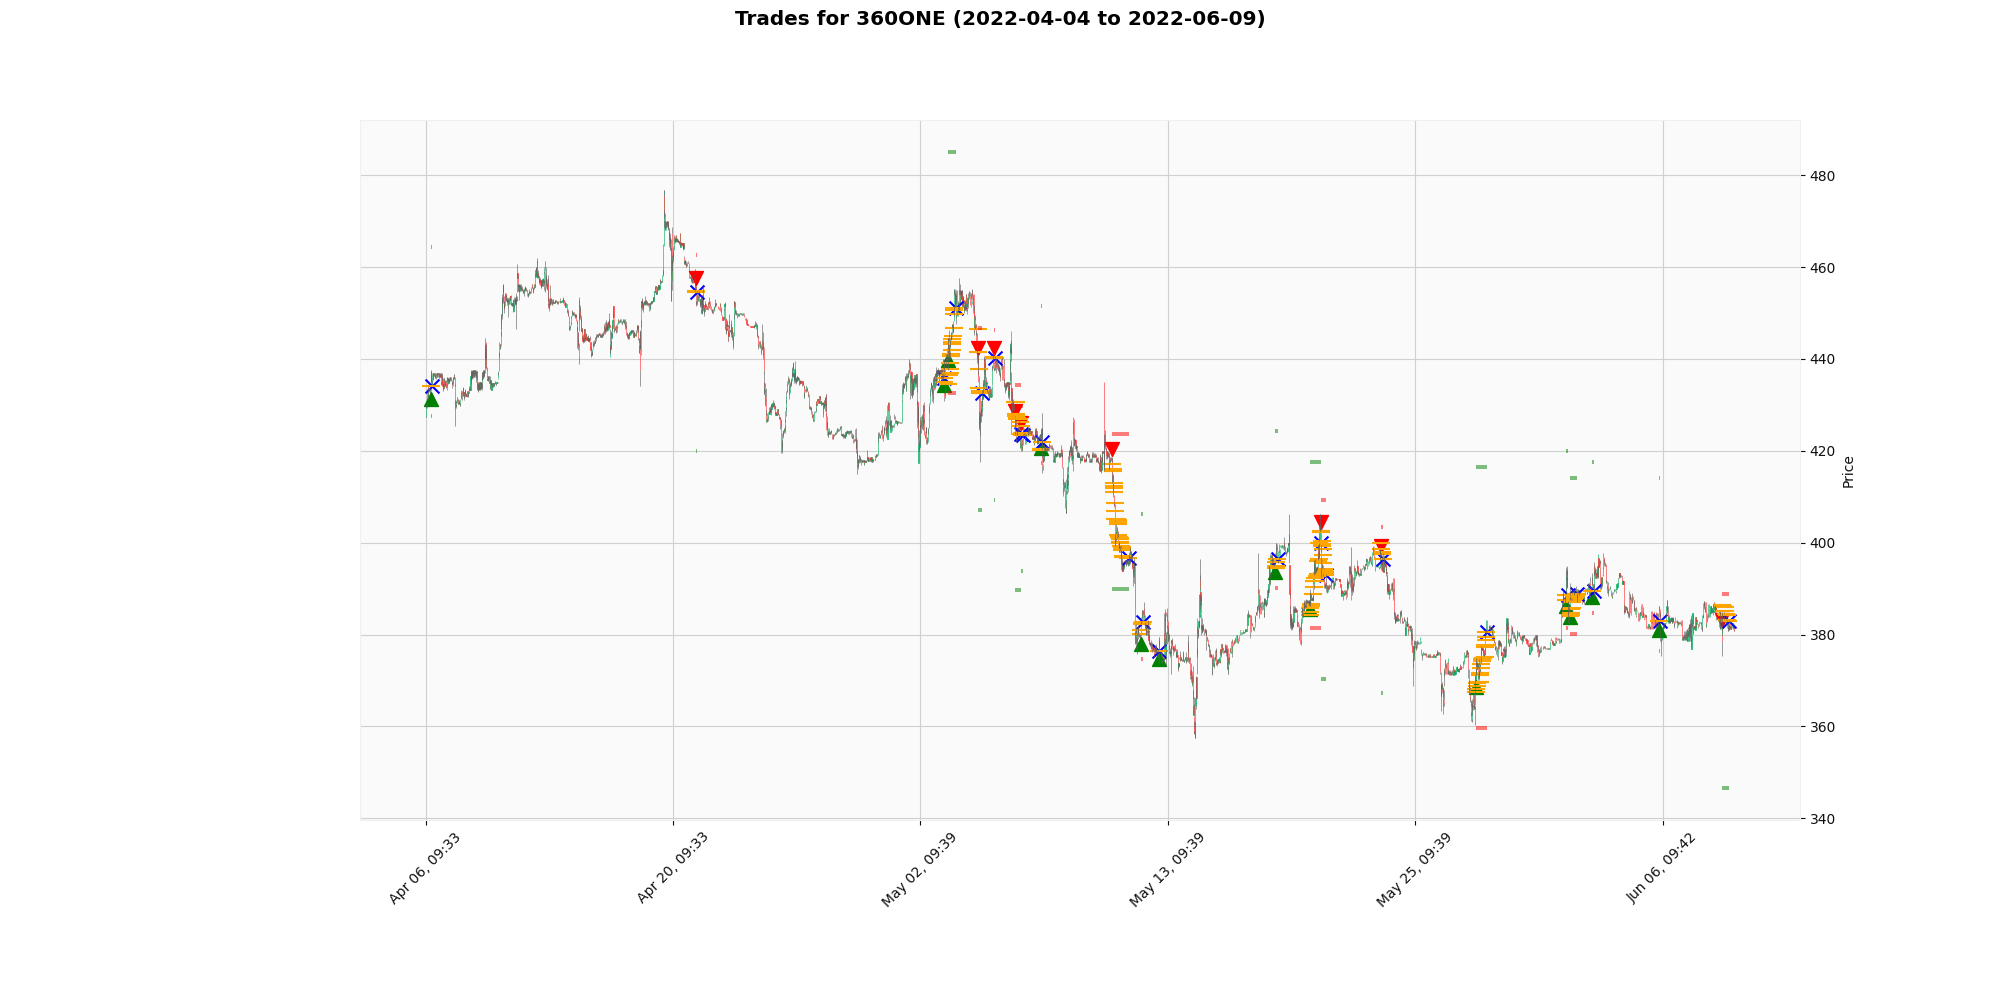 Trades for 360ONE (2022-04-04 to 2022-06-09)
480
460
440
420
400
380
360
340
Price
Apr 06, 09:33
Apr 20, 09:33
May 02, 09:39
May 13, 09:39
May 25, 09:39
Jun 06, 09:42